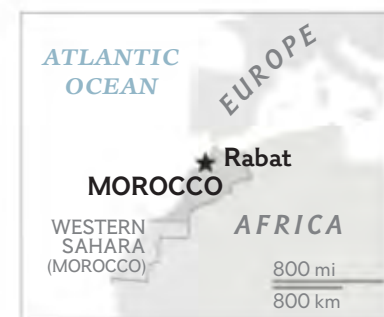 ATLANTIC
OCEAN
EUROPE
Rabat
MOROCCO
WESTERN
SAHARA
(MOROCCO)
AFRICA
800 mi
800 km